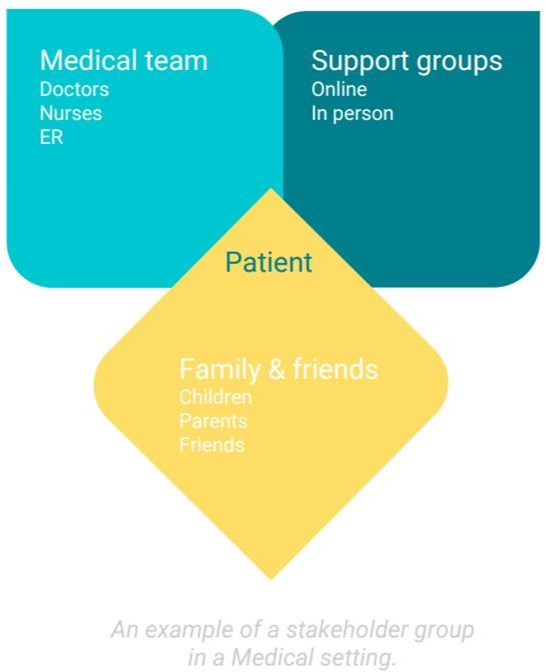 Medical team
Doctors
Nurses
ER
Support groups
Online
In person
Patient
Family & friends
Children
Parents
Friends
An example of a stakeholder group
in a Medical setting.